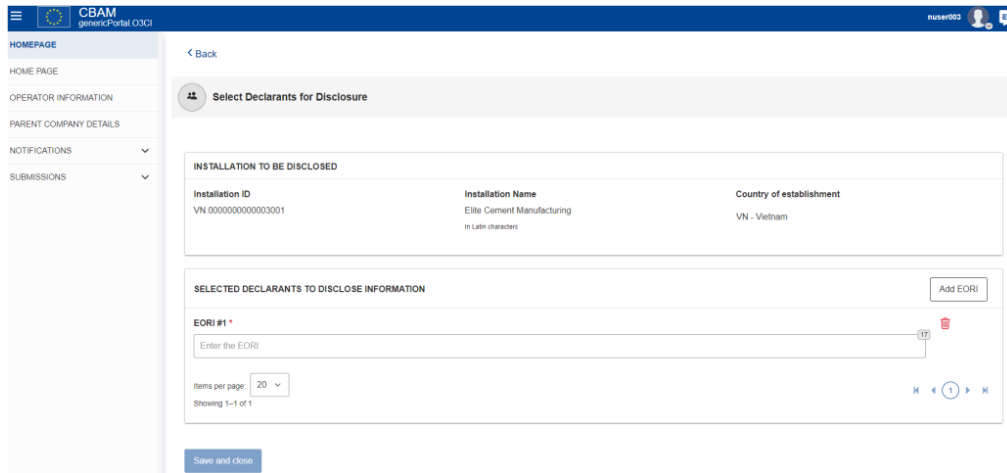 CBAM
genericPortal O3CI
nuser003
HOMEPAGE
HOME PAGE
OPERATOR INFORMATION
PARENT COMPANY DETAILS
NOTIFICATIONS
SUBMISSIONS
Back
Select Declarants for Disclosure
INSTALLATION TO BE DISCLOSED
Installation ID
VN.0000000000003001
Installation Name
Elite Cement Manufacturing
In Latin characters
Country of establishment
VN - Vietnam
SELECTED DECLARANTS TO DISCLOSE INFORMATION
Add EORI
EORI #1 *
17
Enter the EORI
Items per page: 20
Showing 1–1 of 1
1
Save and close